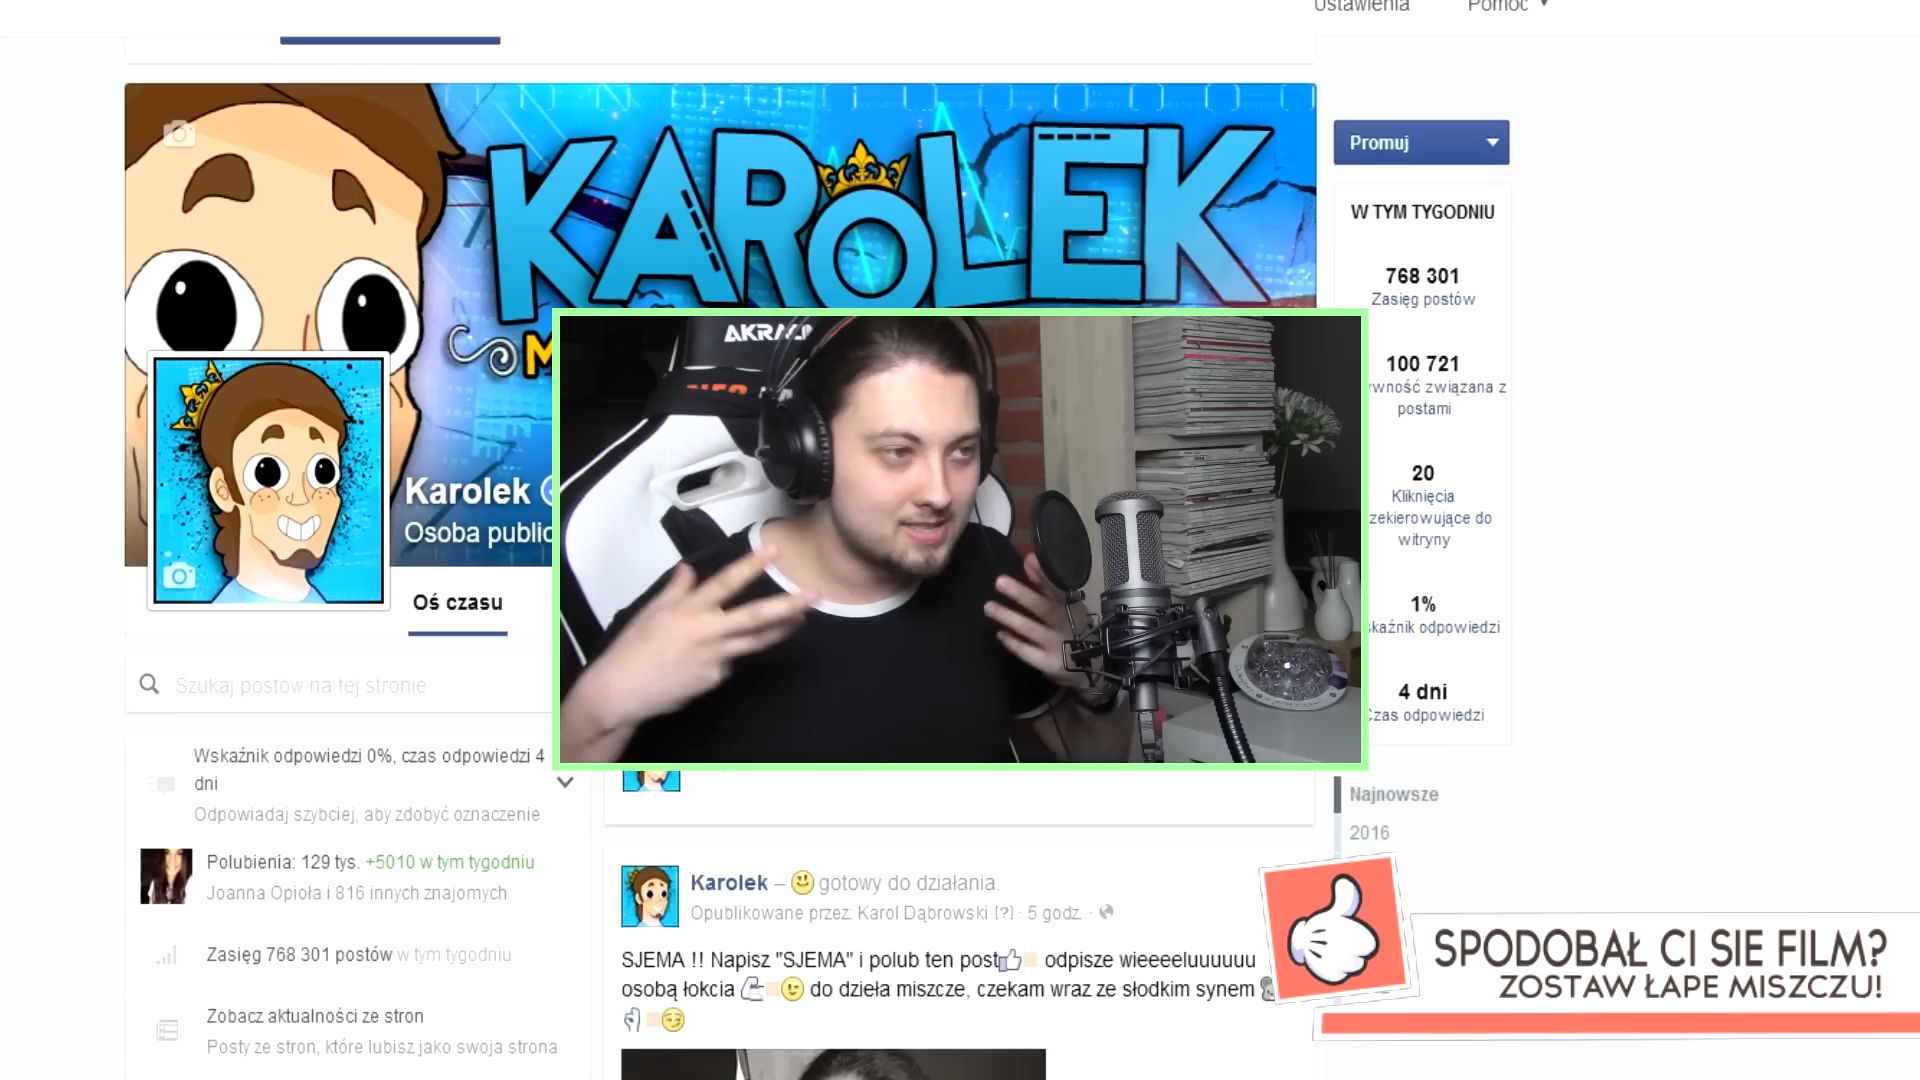 Ustawienia
Pomoc
KAROLEK
Promuj
W TYM TYGODNIU
768 301
Zasięg postów
100 721
postami
20
Kliknięcia
witryny
1%
odpowiedzi
4 dni
Czas odpowiedzi
AKRACING
Karolek
Osoba
Oś czasu
Szukaj postów na tej stronie
Wskaźnik odpowiedzi 0%, czas odpowiedzi 4
dni
Odpowiadaj szybciej, aby zdobyć oznaczenie
Polubienia: 129 tys. +5010 w tym tygodniu
Joanna Opioła i 816 innych znajomych
Zasięg 768 301 postów w tym tygodniu
Zobacz aktualności ze stron
Posty ze stron, które lubisz jako swoja strona
Karolek – gotowy do działania.
Opublikowane przez: Karol Dąbrowski [?] · 5 godz. ·
SJEMA !! Napisz "SJEMA" i polub ten post odpisze wieeeeluuuuuu
osobą łokcia do dzieła miszcze, czekam wraz ze słodkim synem
Najnowsze
2016
SPODOBAŁ CI SIE FILM?
ZOSTAW ŁAPE MISZCZU!